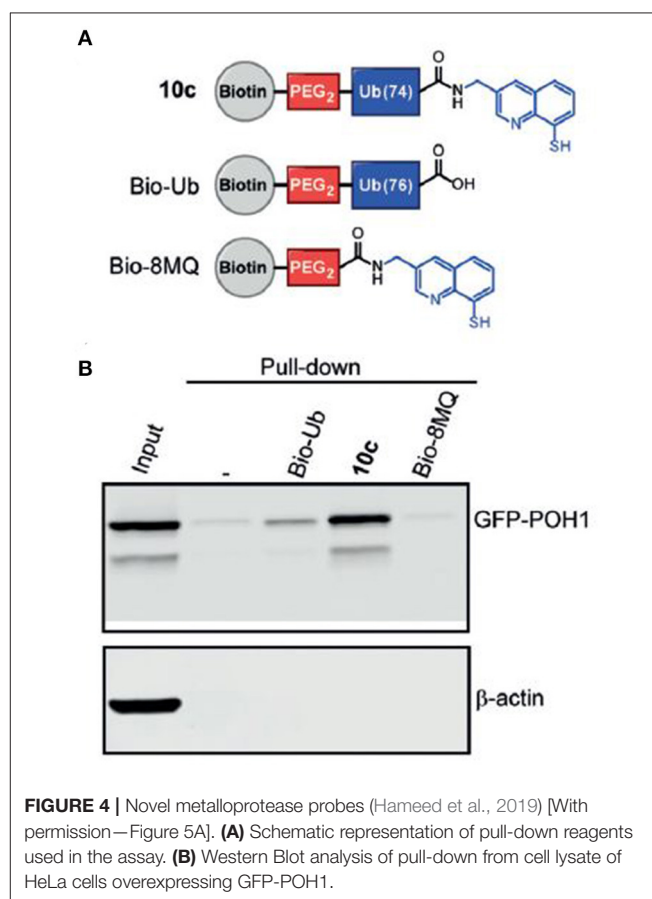 A
10c
Biotin PEG₂ Ub(74) O N H N SH
Bio-Ub
Biotin PEG₂ Ub(76) O OH
Bio-8MQ
Biotin PEG₂ O N H N SH
B
Pull-down
Input - Bio-Ub 10c Bio-8MQ
GFP-POH1
β-actin
FIGURE 4 | Novel metalloprotease probes (Hameed et al., 2019) [With
permission—Figure 5A]. (A) Schematic representation of pull-down reagents
used in the assay. (B) Western Blot analysis of pull-down from cell lysate of
HeLa cells overexpressing GFP-POH1.